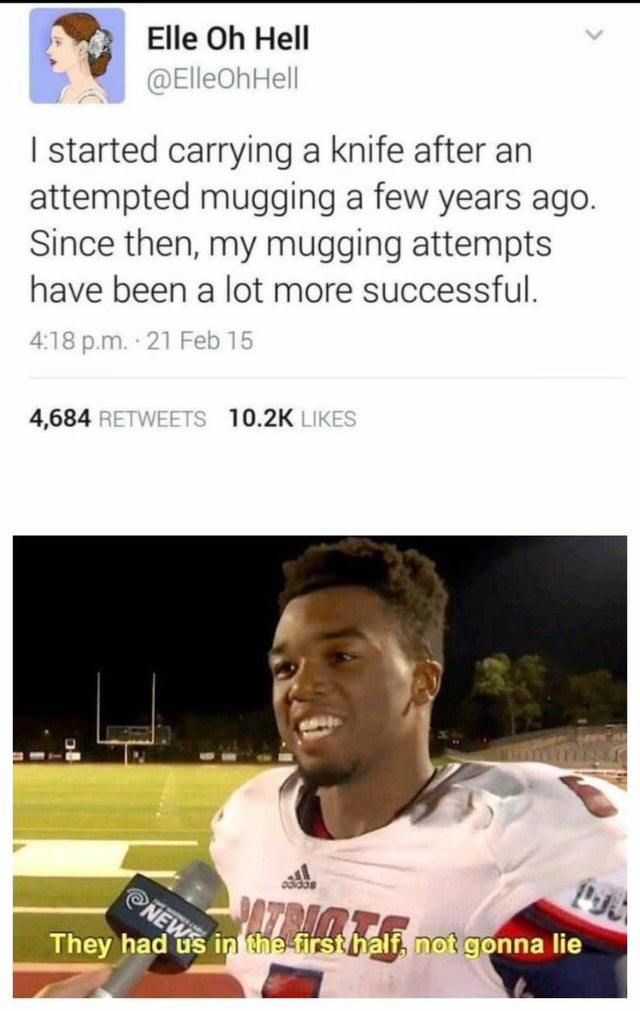 Elle Oh Hell
@ElleOhHell
I started carrying a knife after an
attempted mugging a few years ago.
Since then, my mugging attempts
have been a lot more successful.
4:18 p.m. · 21 Feb 15
4,684 RETWEETS 10.2K LIKES
adidas
PATRIOTS
NEWS
They had us in the first half, not gonna lie